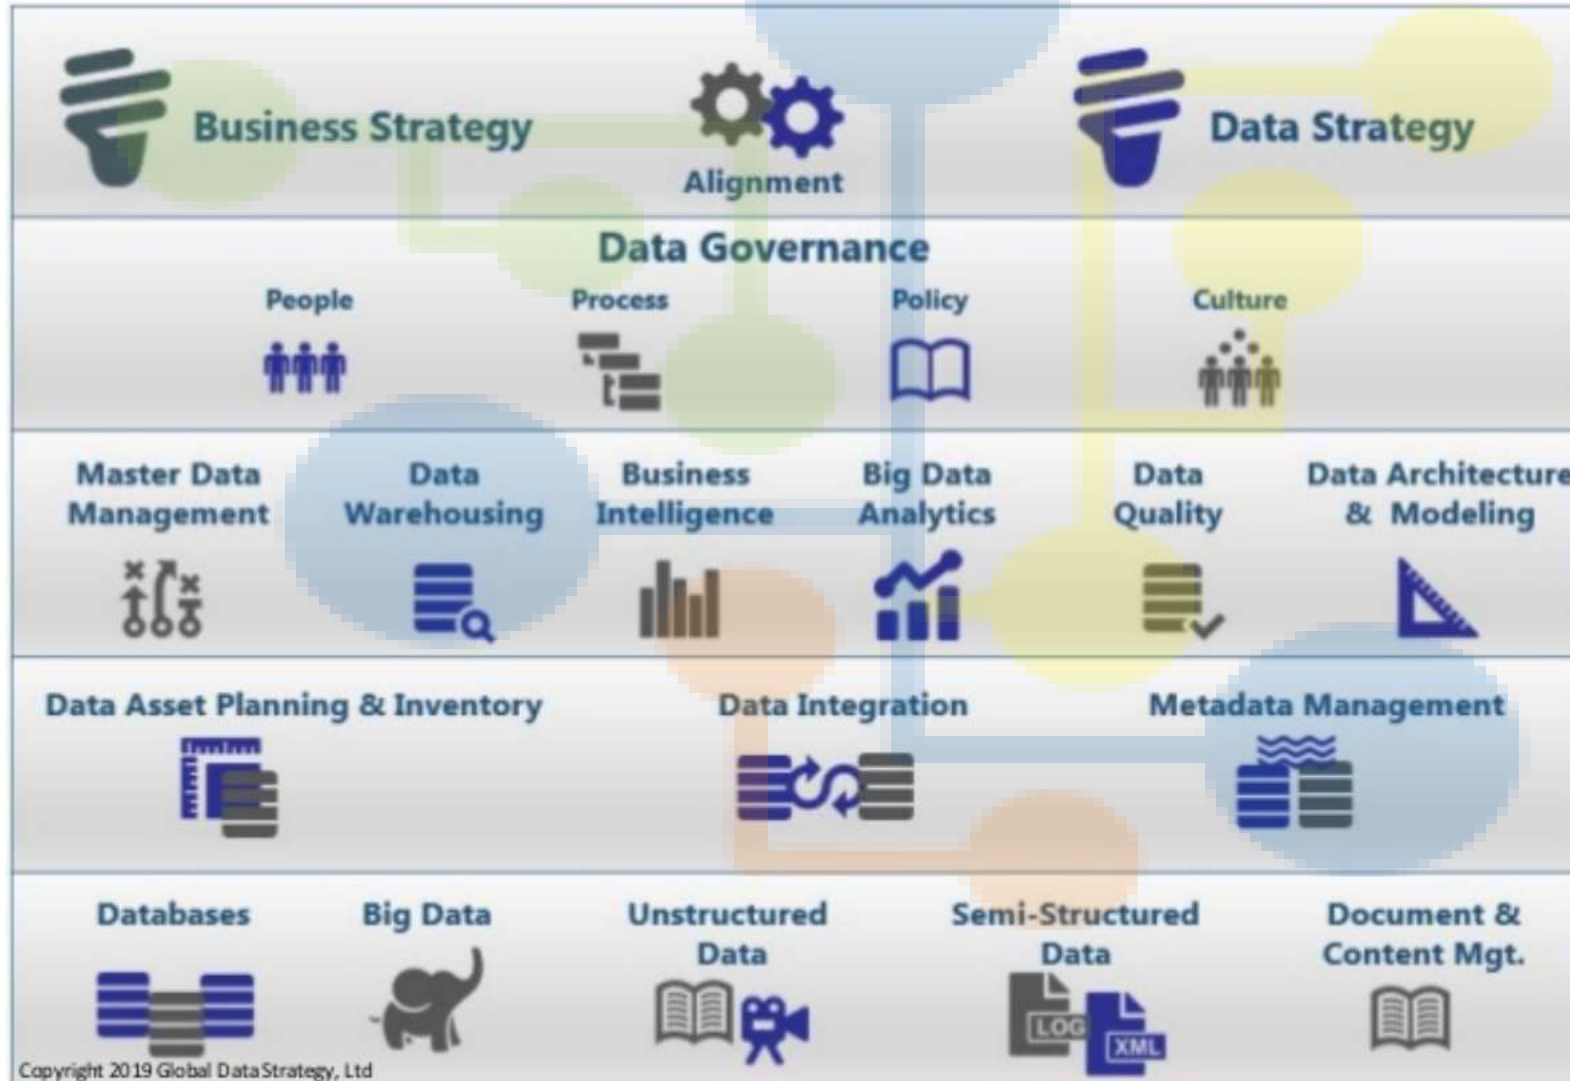 Business Strategy
Alignment
Data Strategy
Data Governance
People
Process
Policy
Culture
Master Data
Management
Data
Warehousing
Business
Intelligence
Big Data
Analytics
Data
Quality
Data Architecture
& Modeling
Data Asset Planning & Inventory
Data Integration
Metadata Management
Databases
Big Data
Unstructured
Data
Semi-Structured
Data
Document &
Content Mgt.
LOG
XML
Copyright 2019 Global Data Strategy, Ltd